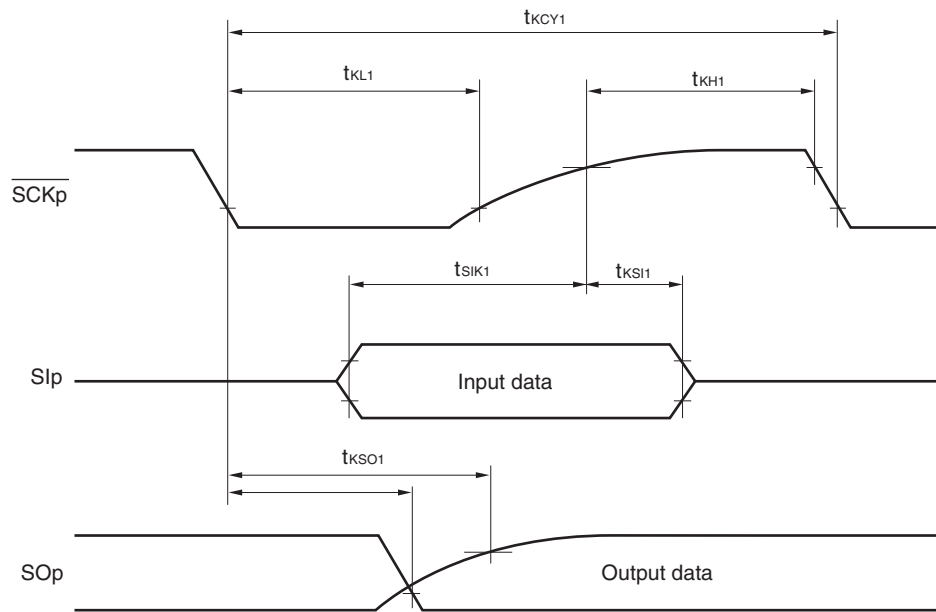 tKCY1
tKL1
tKH1
SCKp
tSIK1
tKSI1
SIp
Input data
tKSO1
SOp
Output data